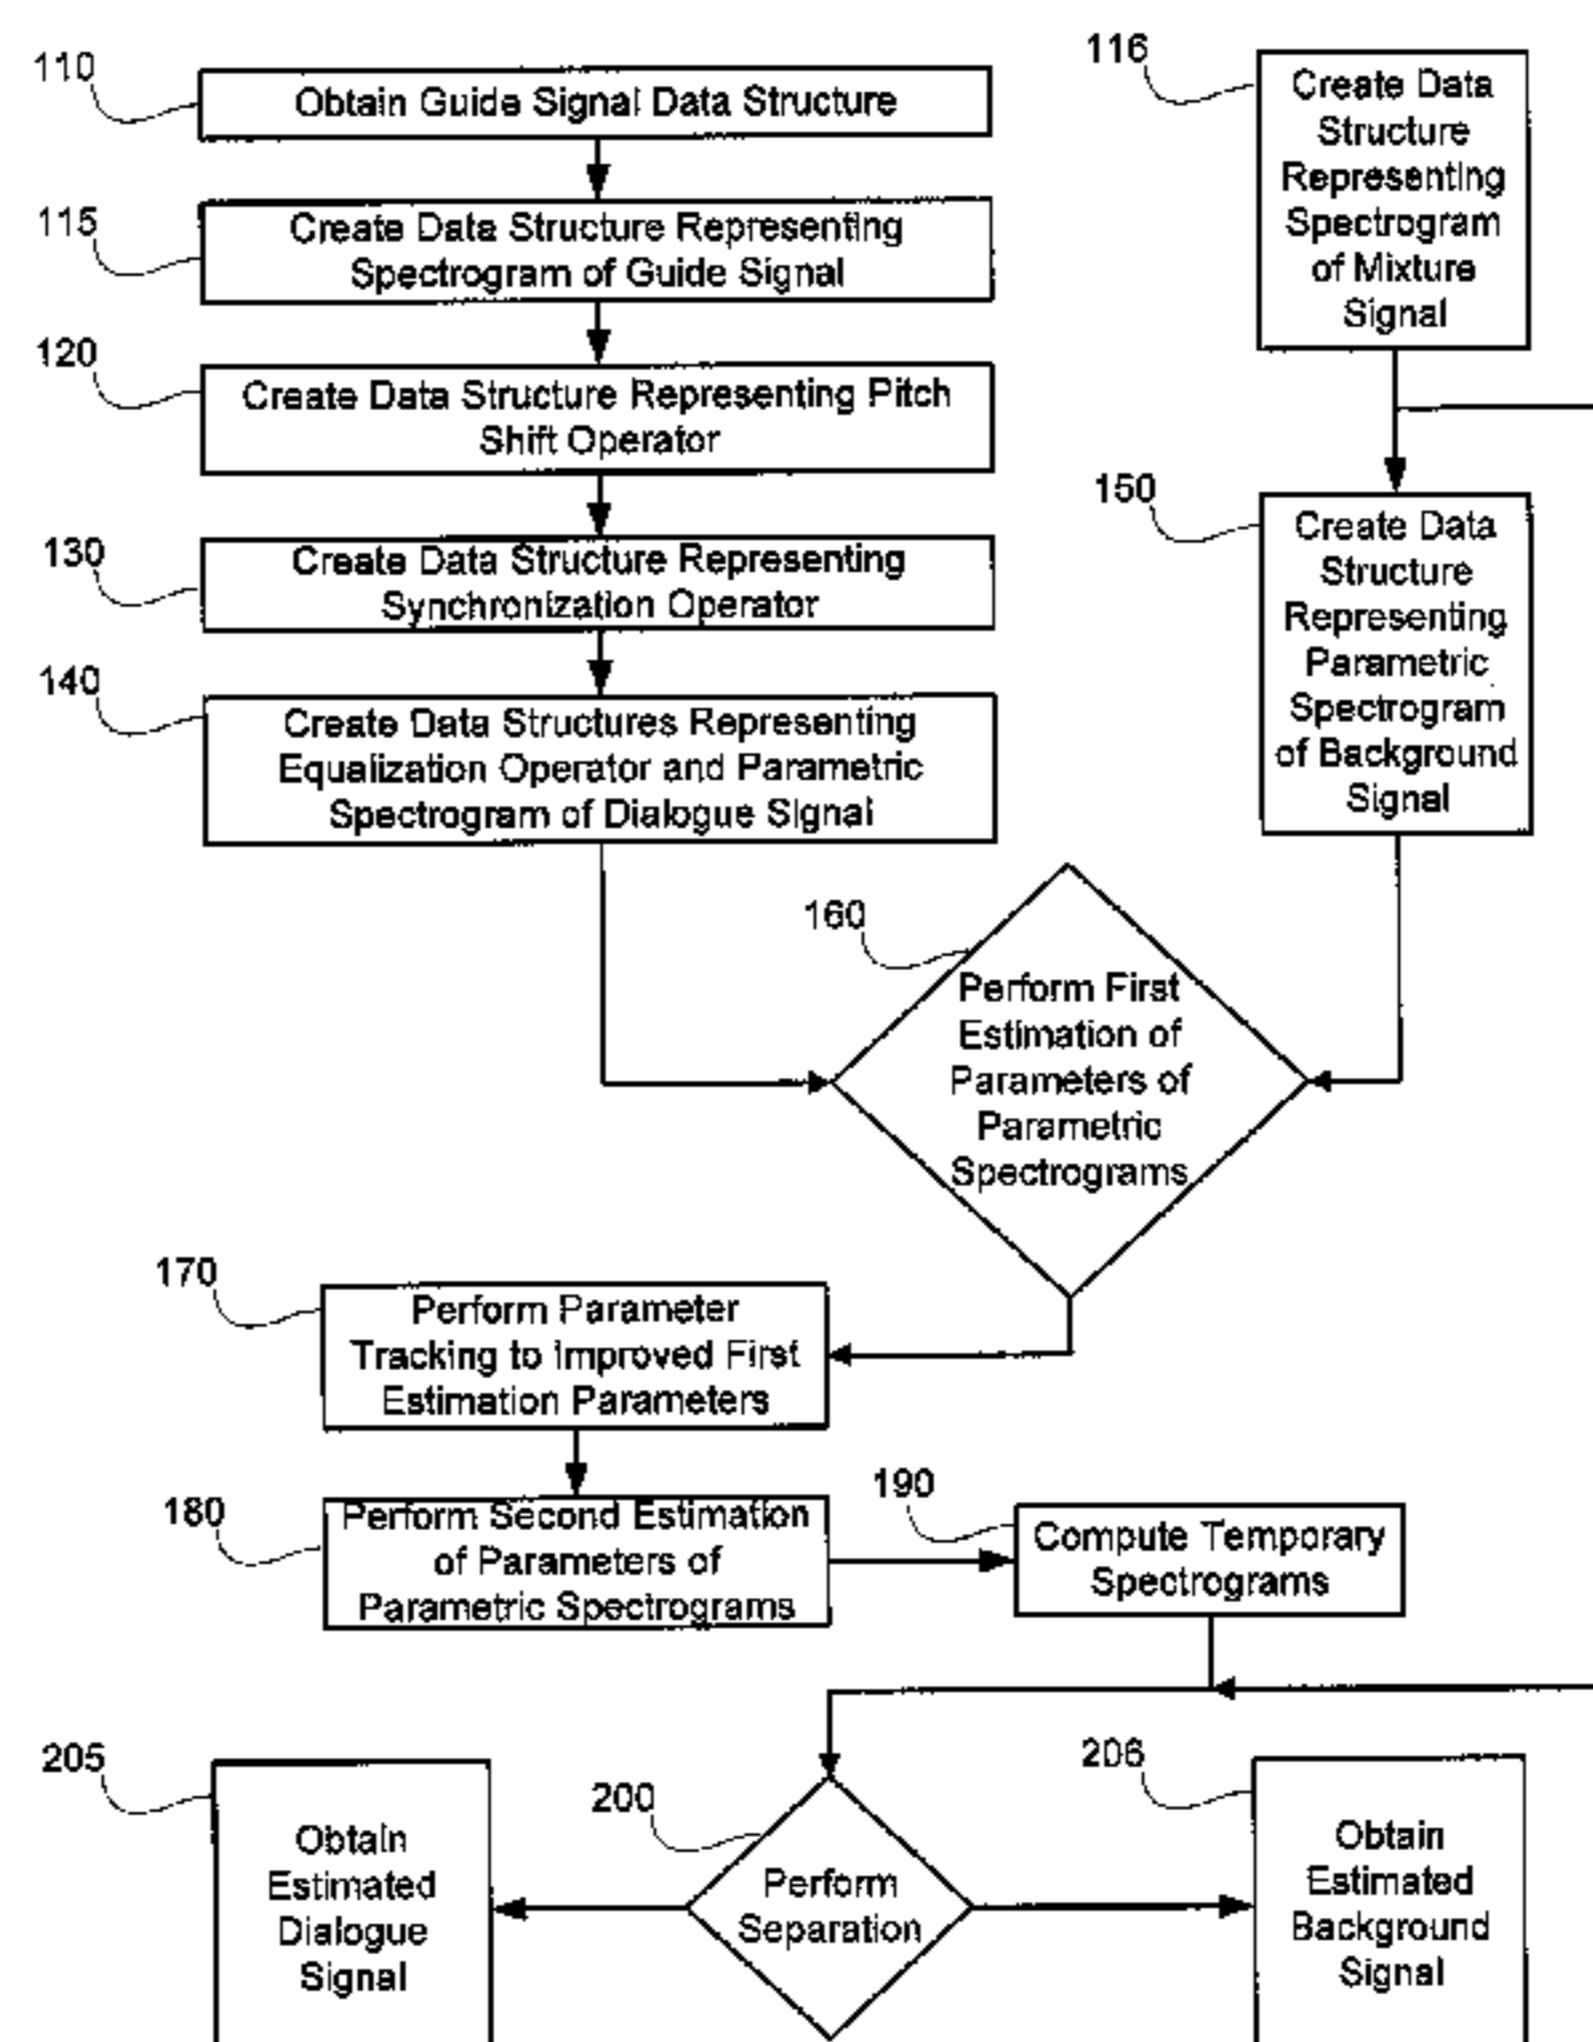 110
Obtain Guide Signal Data Structure
115
Create Data Structure Representing
Spectrogram of Guide Signal
120
Create Data Structure Representing Pitch
Shift Operator
130
Create Data Structure Representing
Synchronization Operator
140
Create Data Structures Representing
Equalization Operator and Parametric
Spectrogram of Dialogue Signal
116
Create Data
Structure
Representing
Spectrogram
of Mixture
Signal
150
Create Data
Structure
Representing
Parametric
Spectrogram
of Background
Signal
160
Perform First
Estimation of
Parameters of
Parametric
Spectrograms
170
Perform Parameter
Tracking to Improved First
Estimation Parameters
180
Perform Second Estimation
of Parameters of
Parametric Spectrograms
190
Compute Temporary
Spectrograms
205
Obtain
Estimated
Dialogue
Signal
200
Perform
Separation
206
Obtain
Estimated
Background
Signal